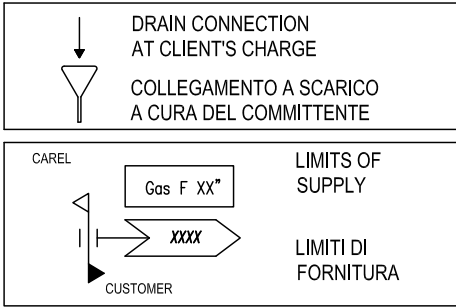 DRAIN CONNECTION
AT CLIENT'S CHARGE
COLLEGAMENTO A SCARICO
A CURA DEL COMMITTENTE
CAREL
Gas F XX"
XXXX
CUSTOMER
LIMITS OF
SUPPLY
LIMITI DI
FORNITURA